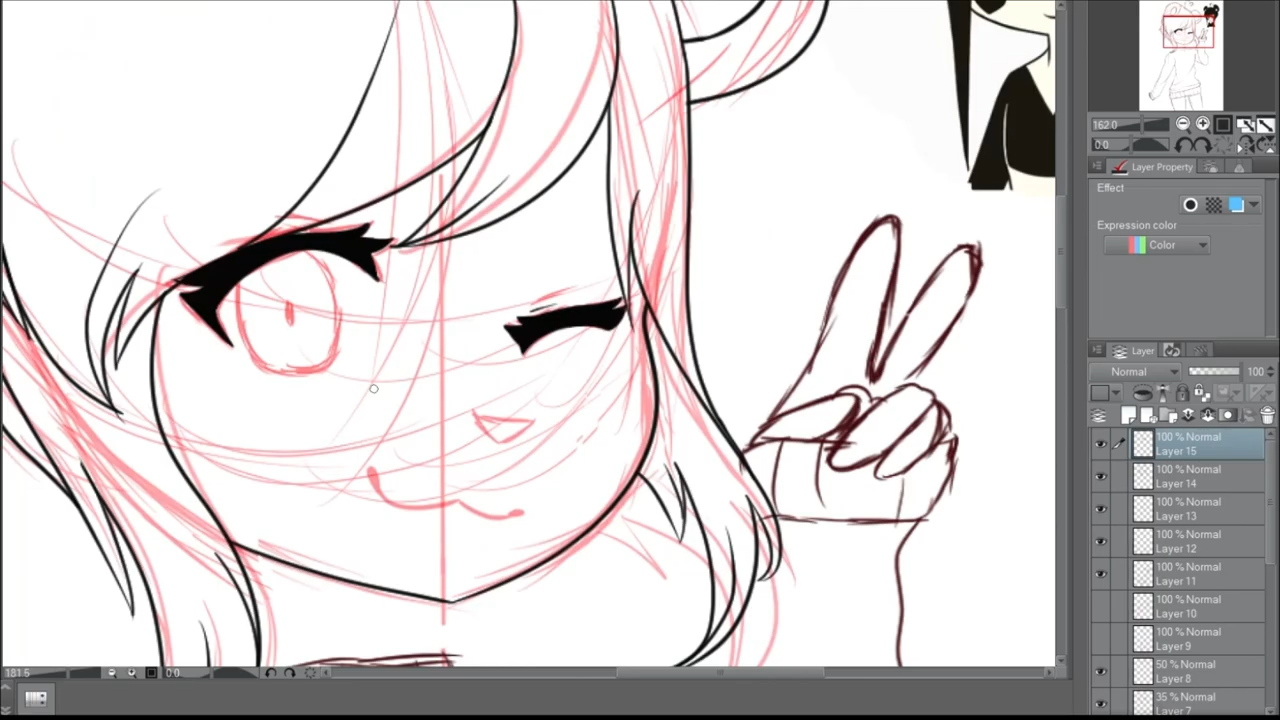 162.0
0.0
Layer Property
Effect
Expression color
Color
Layer
Normal
100
100 % Normal
Layer 15
100 % Normal
Layer 14
100 % Normal
Layer 13
100 % Normal
Layer 12
100 % Normal
Layer 11
100 % Normal
Layer 10
100 % Normal
Layer 9
50 % Normal
Layer 8
35 % Normal
Layer 7
181.5
0.0